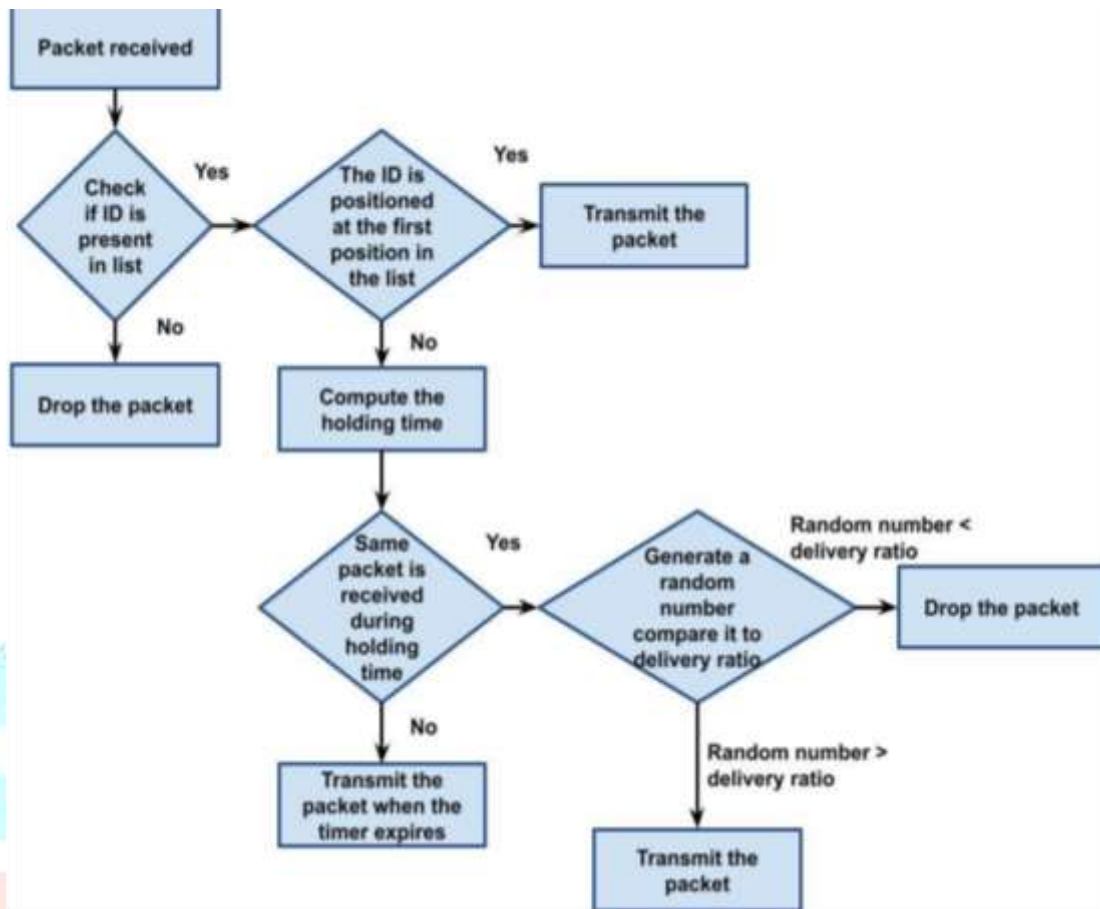 Packet received
Check
if ID is
present
in list
Yes
The ID is
positioned
at the first
position in
the list
Yes
Transmit the
packet
No
Drop the packet
No
Compute the
holding time
Same
packet is
received
during
holding
time
Yes
Generate a
random
number
compare it to
delivery ratio
Random number <
delivery ratio
Drop the packet
No
Transmit the
packet when the
timer expires
Random number >
delivery ratio
Transmit the
packet